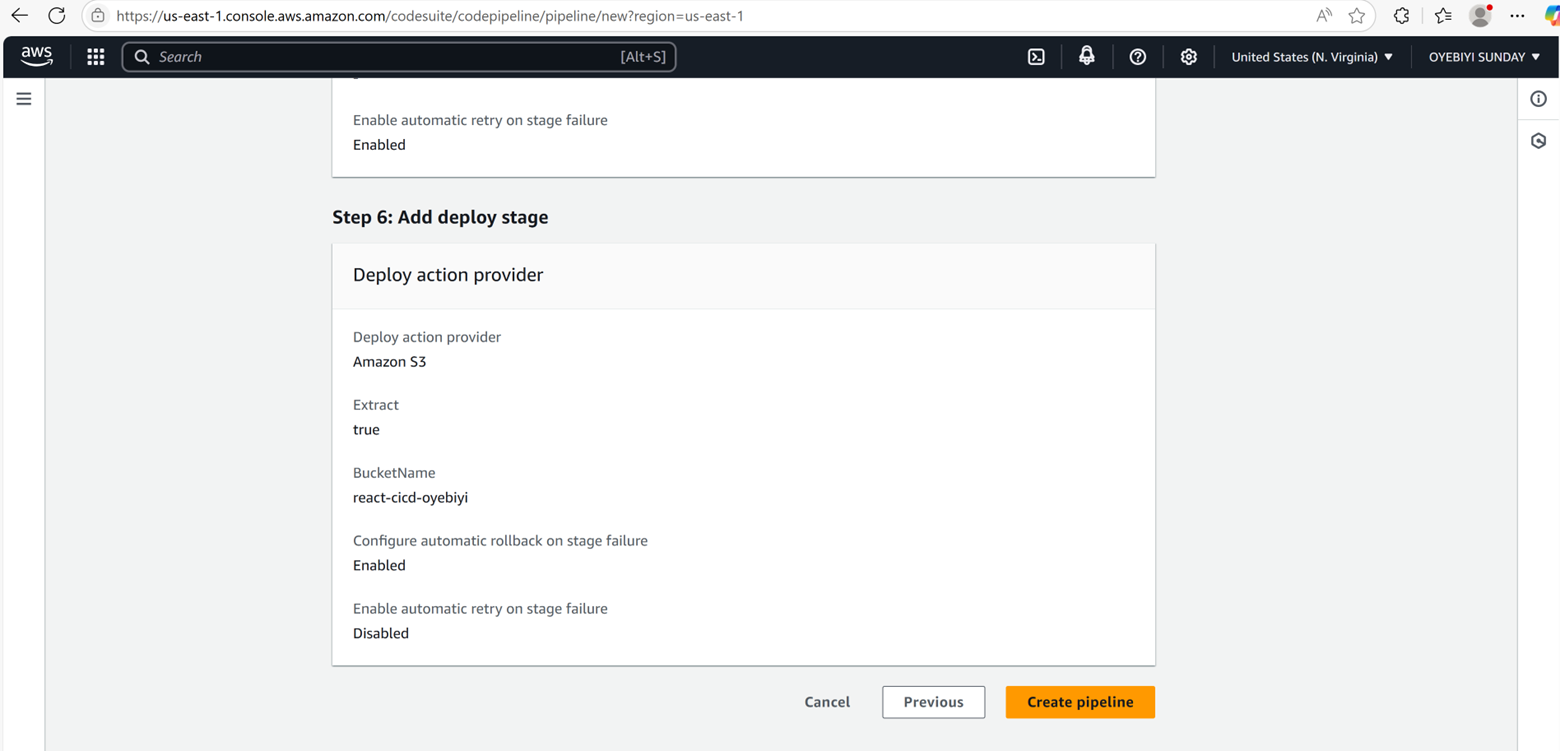 https://us-east-1.console.aws.amazon.com/codesuite/codepipeline/pipeline/new?region=us-east-1
aws
Search
[Alt+S]
United States (N. Virginia)
OYEBIYI SUNDAY
Enable automatic retry on stage failure
Enabled
Step 6: Add deploy stage
Deploy action provider
Deploy action provider
Amazon S3
Extract
true
BucketName
react-cicd-oyebiyi
Configure automatic rollback on stage failure
Enabled
Enable automatic retry on stage failure
Disabled
Cancel
Previous
Create pipeline